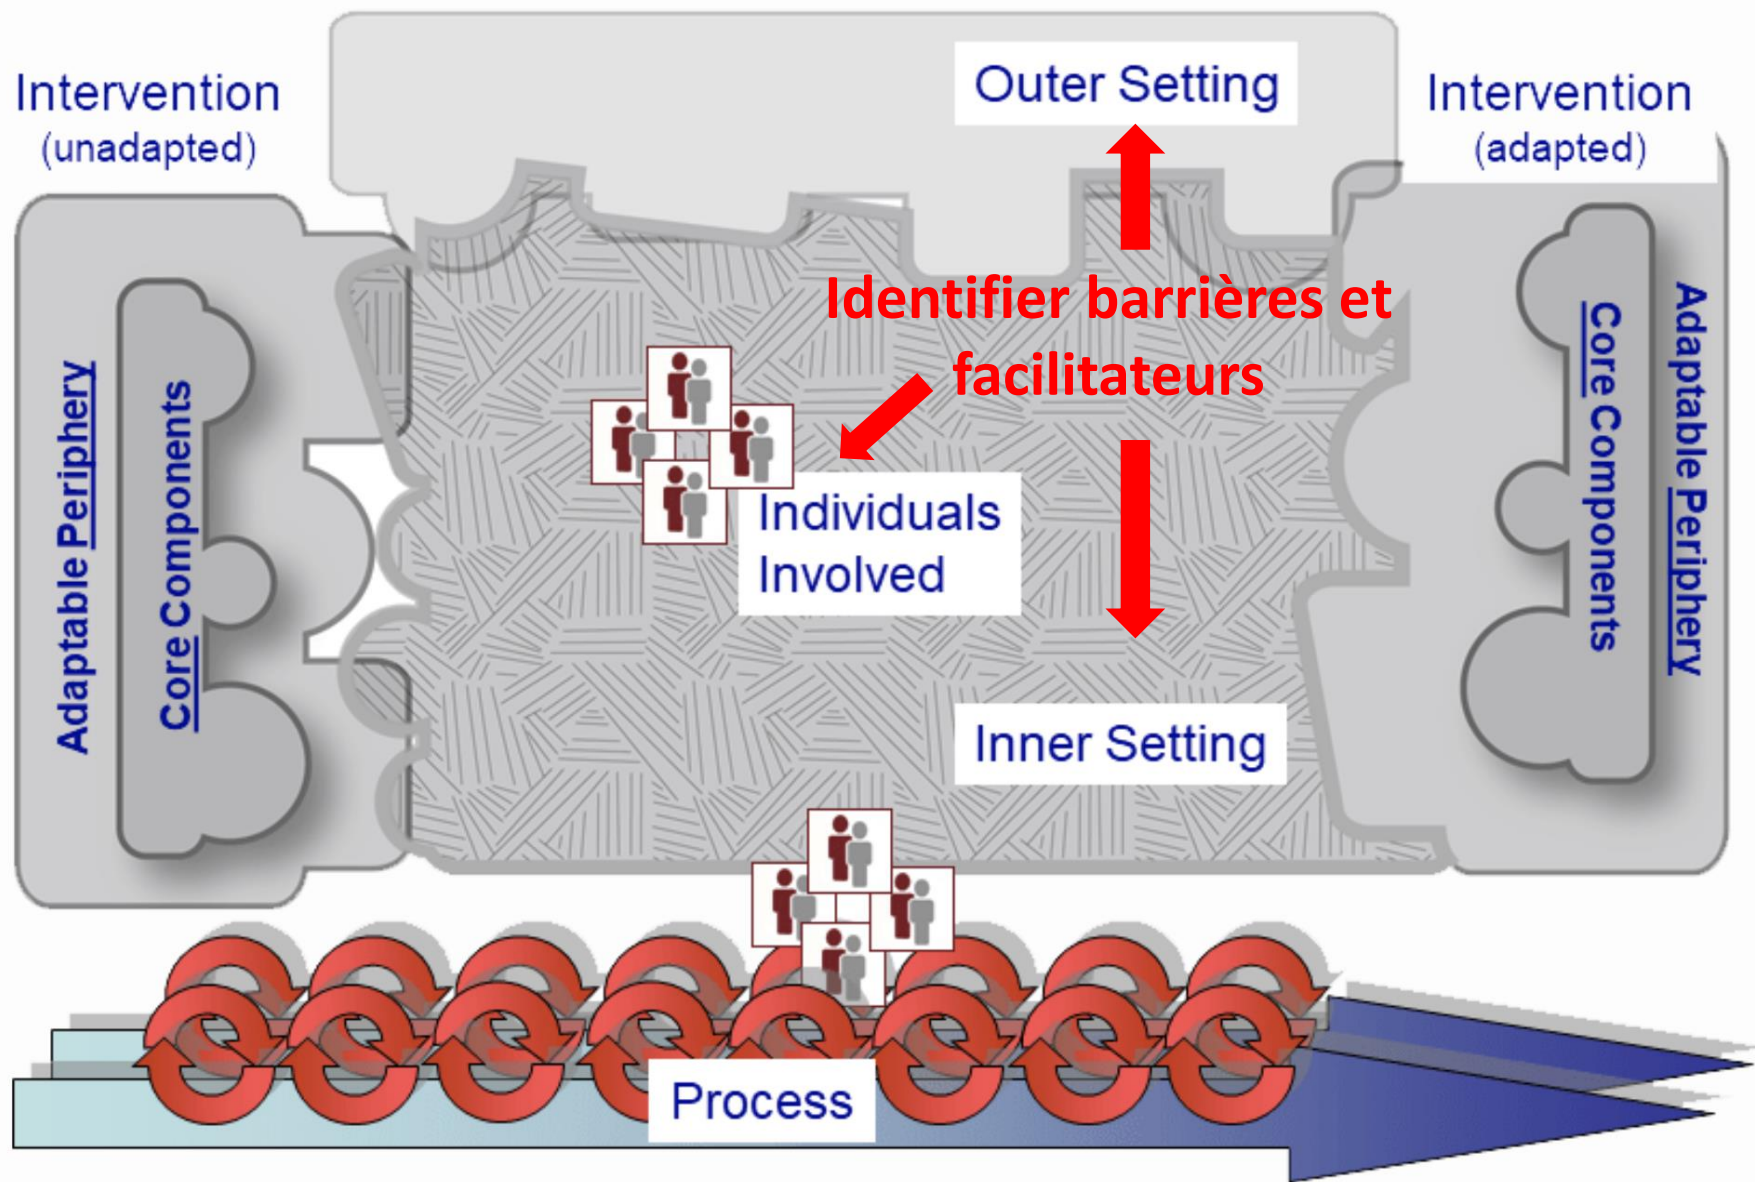 Intervention
(unadapted)
Outer Setting
Intervention
(adapted)
Identifier barrières et
facilitateurs
Individuals
Involved
Inner Setting
Adaptable Periphery
Core Components
Core Components
Adaptable Periphery
Process